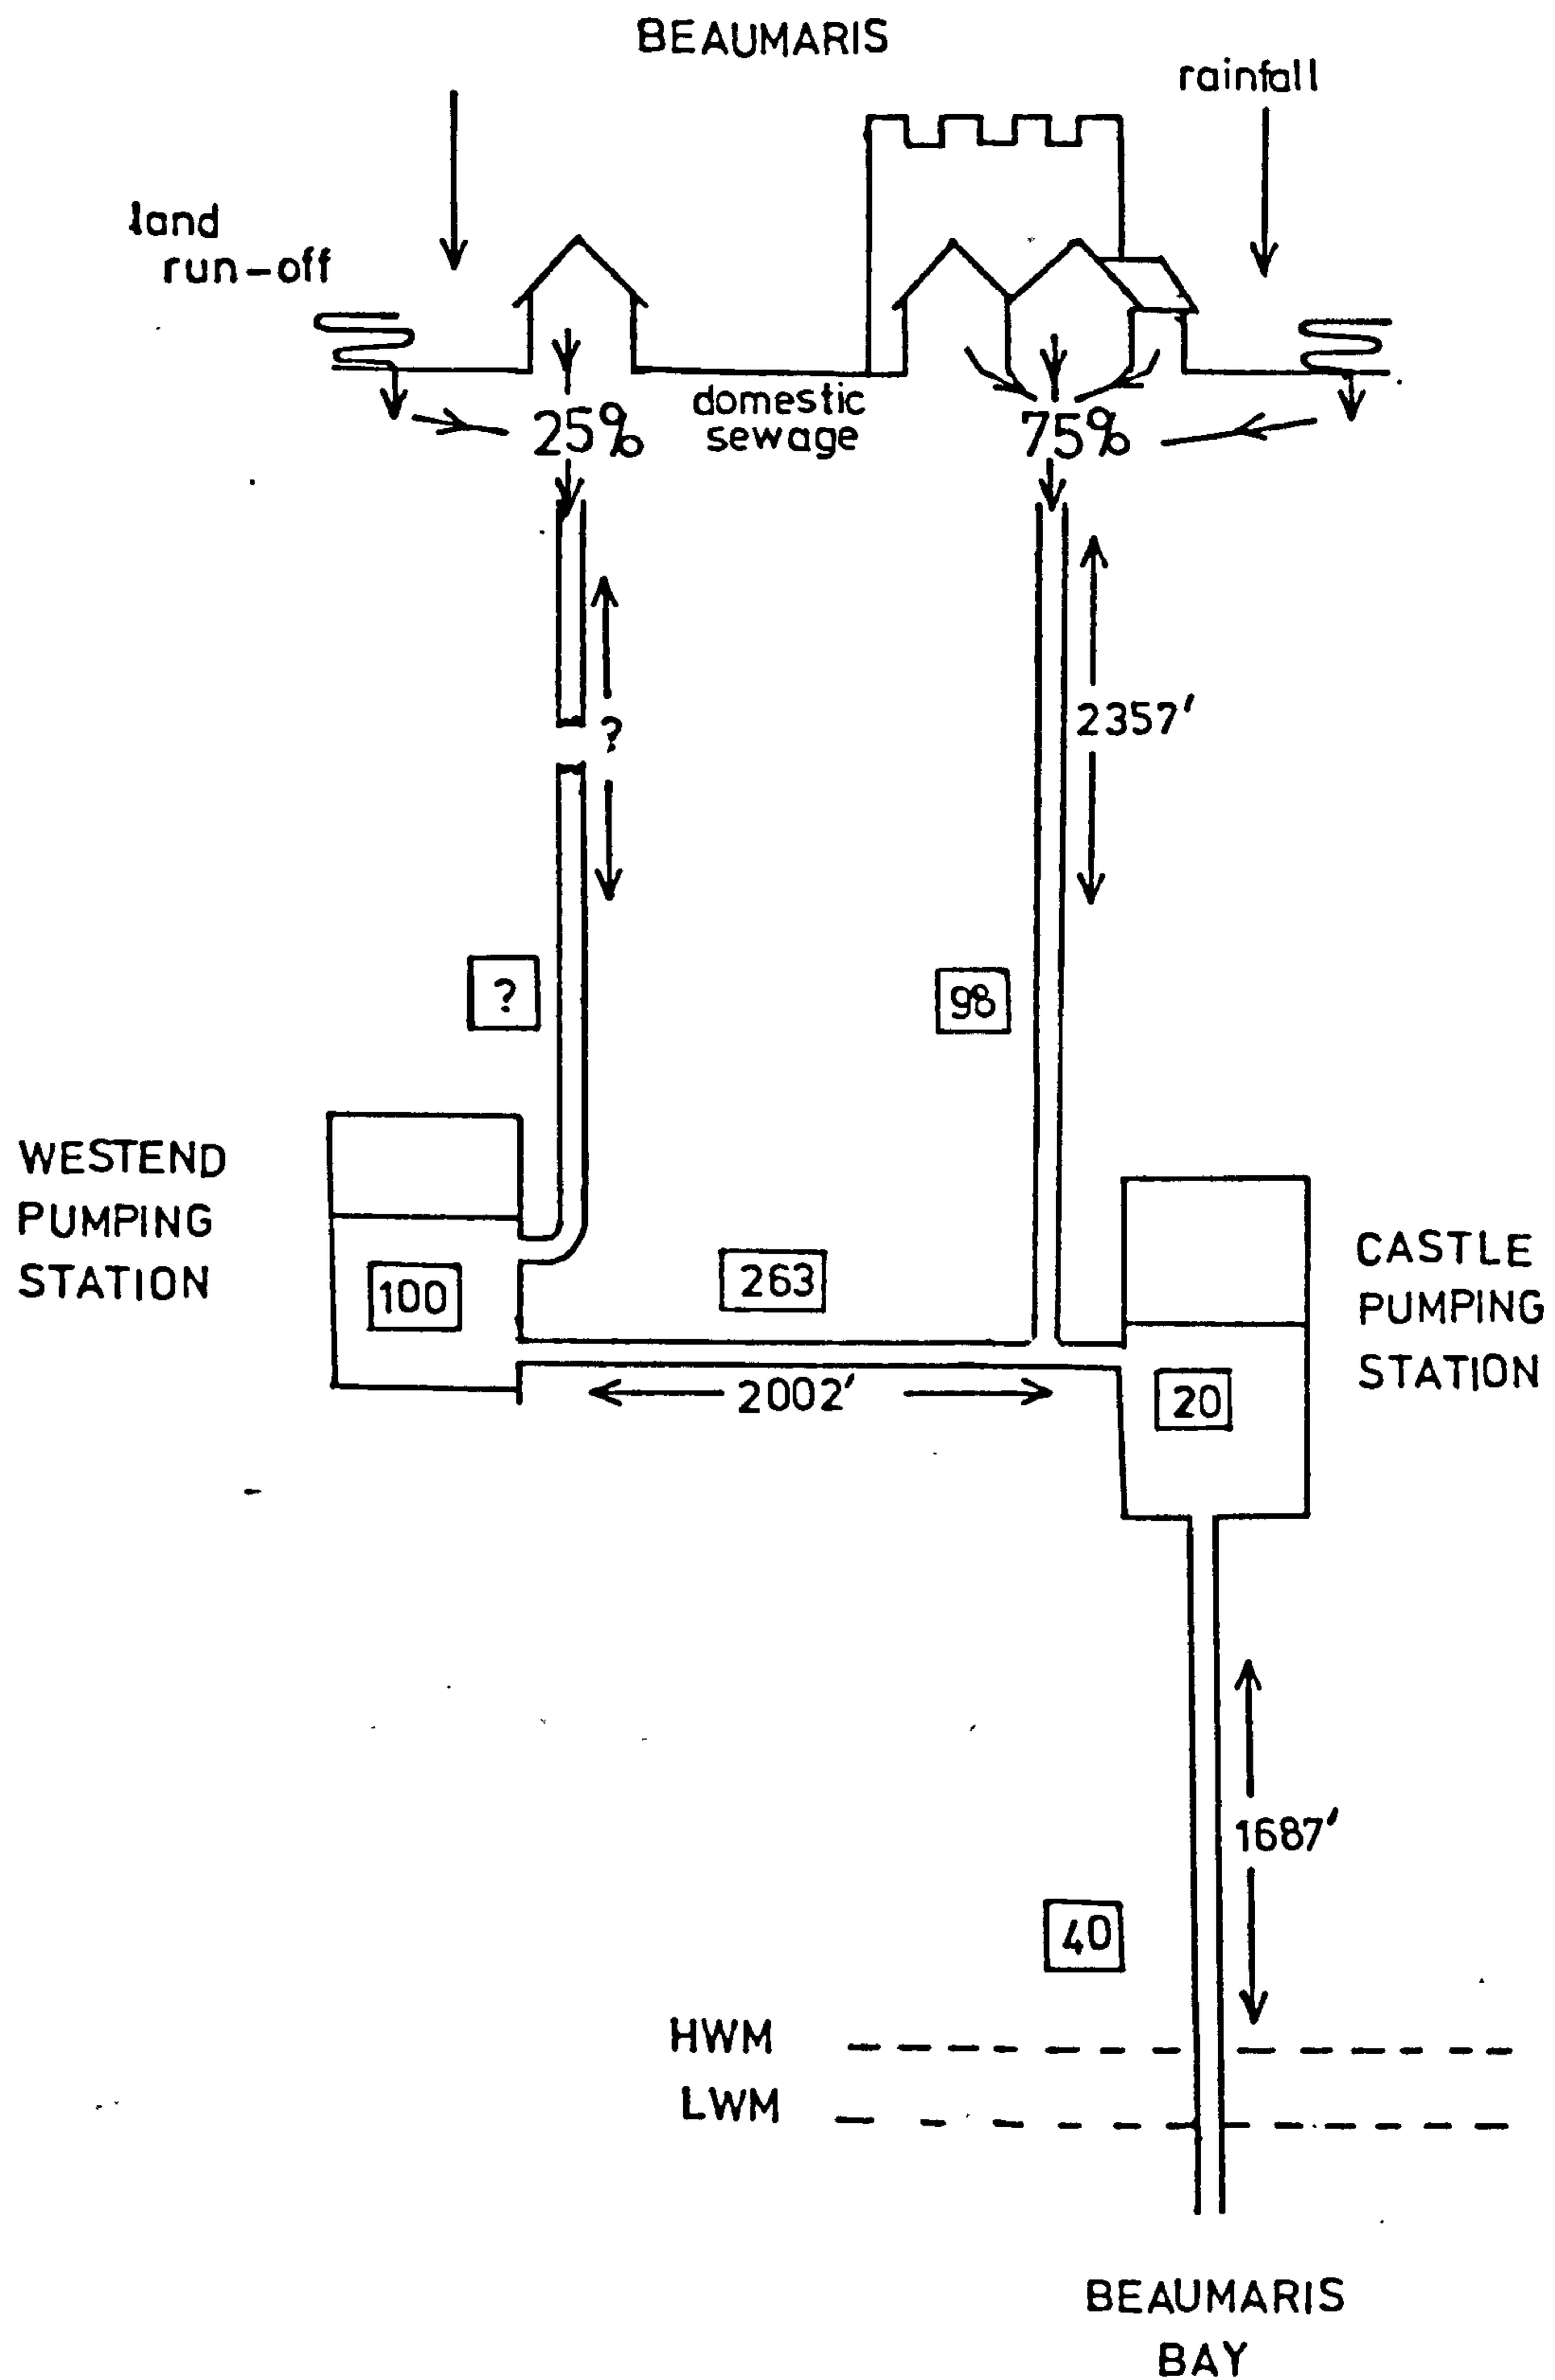 BEAUMARIS
rainfall
land
run-off
domestic
sewage
25%
75%
?
2357'
?
98
WESTEND
PUMPING
STATION
100
263
2002'
CASTLE
PUMPING
STATION
20
1687'
40
HWM
LWM
BEAUMARIS
BAY